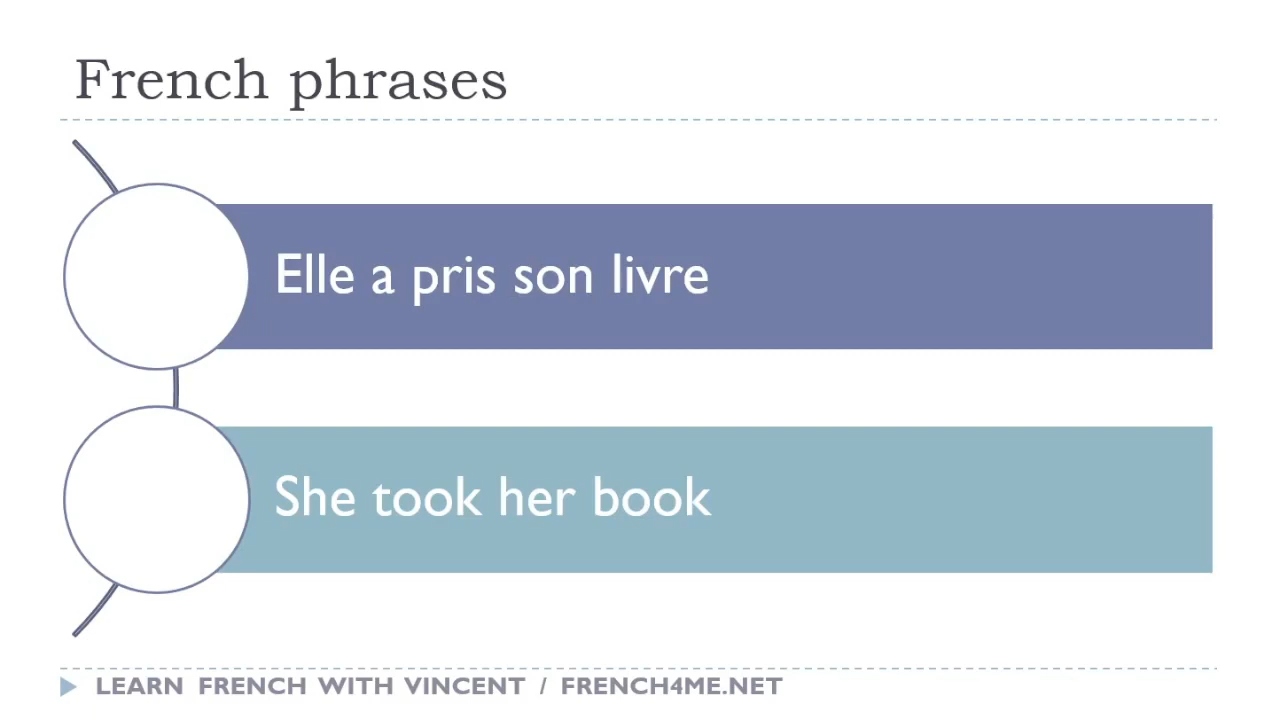 French phrases
Elle a pris son livre
She took her book
LEARN FRENCH WITH VINCENT / FRENCH4ME.NET